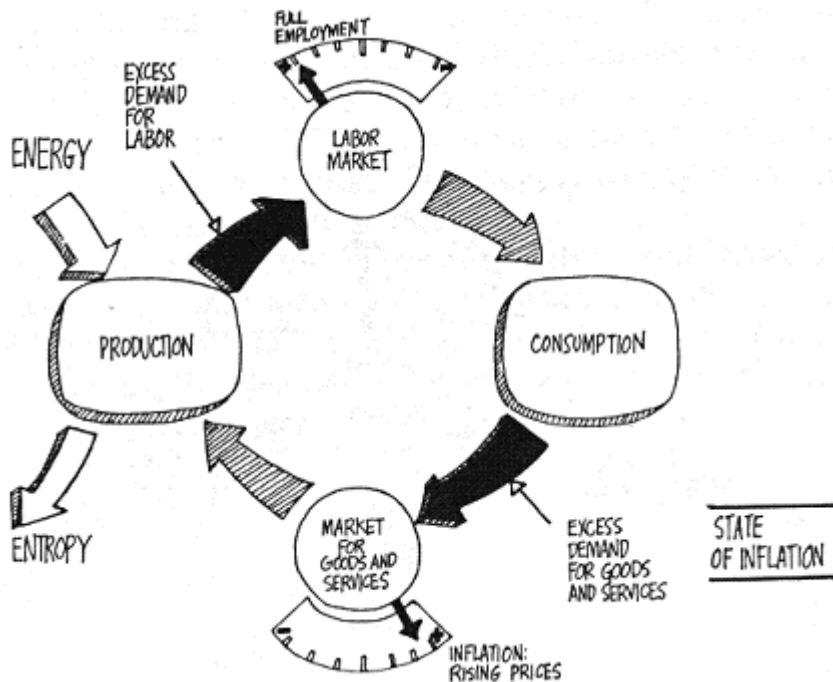 FULL
EMPLOYMENT
EXCESS
DEMAND
FOR
LABOR
ENERGY
LABOR
MARKET
PRODUCTION
CONSUMPTION
ENTROPY
MARKET
FOR
GOODS AND
SERVICES
EXCESS
DEMAND
FOR GOODS
AND SERVICES
STATE
OF INFLATION
INFLATION:
RISING PRICES